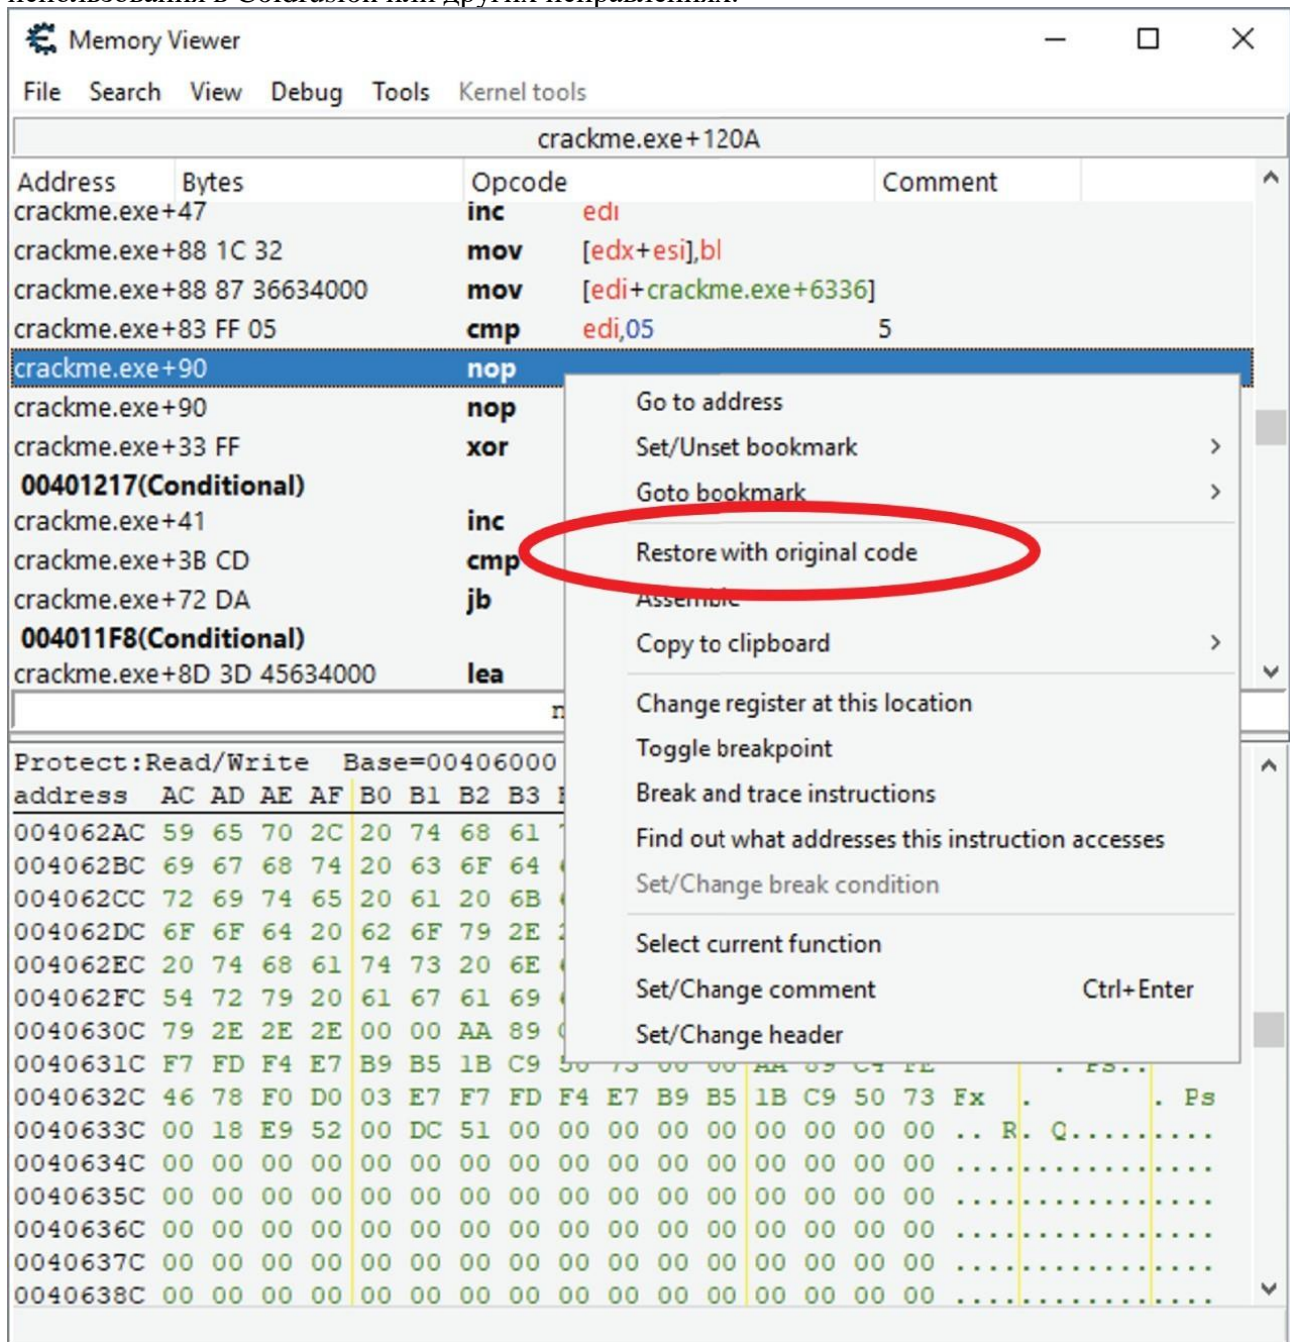 использования в Coldfusion или других исправлениях.
Memory Viewer
File Search View Debug Tools Kernel tools
crackme.exe+120A
Address Bytes Opcode Comment
crackme.exe+47 inc edi
crackme.exe+88 1C 32 mov [edx+esi],bl
crackme.exe+88 87 36634000 mov [edi+crackme.exe+6336]
crackme.exe+83 FF 05 cmp edi,05 5
crackme.exe+90 nop
crackme.exe+90 nop
crackme.exe+33 FF xor
00401217(Conditional)
crackme.exe+41 inc
crackme.exe+3B CD cmp
crackme.exe+72 DA jb
004011F8(Conditional)
crackme.exe+8D 3D 45634000 lea
Go to address
Set/Unset bookmark
Goto bookmark
Restore with original code
Assemble
Copy to clipboard
Change register at this location
Toggle breakpoint
Break and trace instructions
Find out what addresses this instruction accesses
Set/Change break condition
Select current function
Set/Change comment Ctrl+Enter
Set/Change header
Protect:Read/Write Base=00406000
address AC AD AE AF B0 B1 B2 B3
004062AC 59 65 70 2C 20 74 68 61
004062BC 69 67 68 74 20 63 6F 64
004062CC 72 69 74 65 20 61 20 6B
004062DC 6F 6F 64 20 62 6F 79 2E
004062EC 20 74 68 61 74 73 20 6E
004062FC 54 72 79 20 61 67 61 69
0040630C 79 2E 2E 2E 00 00 AA 89
0040631C F7 FD F4 E7 B9 B5 1B C9 50 73 00 00 AA 89 C4 FE . Ps..
0040632C 46 78 F0 D0 03 E7 F7 FD F4 E7 B9 B5 1B C9 50 73 Fx . . Ps
0040633C 00 18 E9 52 00 DC 51 00 00 00 00 00 00 00 00 00 .. R. Q.........
0040634C 00 00 00 00 00 00 00 00 00 00 00 00 00 00 00 00 ................
0040635C 00 00 00 00 00 00 00 00 00 00 00 00 00 00 00 00 ................
0040636C 00 00 00 00 00 00 00 00 00 00 00 00 00 00 00 00 ................
0040637C 00 00 00 00 00 00 00 00 00 00 00 00 00 00 00 00 ................
0040638C 00 00 00 00 00 00 00 00 00 00 00 00 00 00 00 00 ................